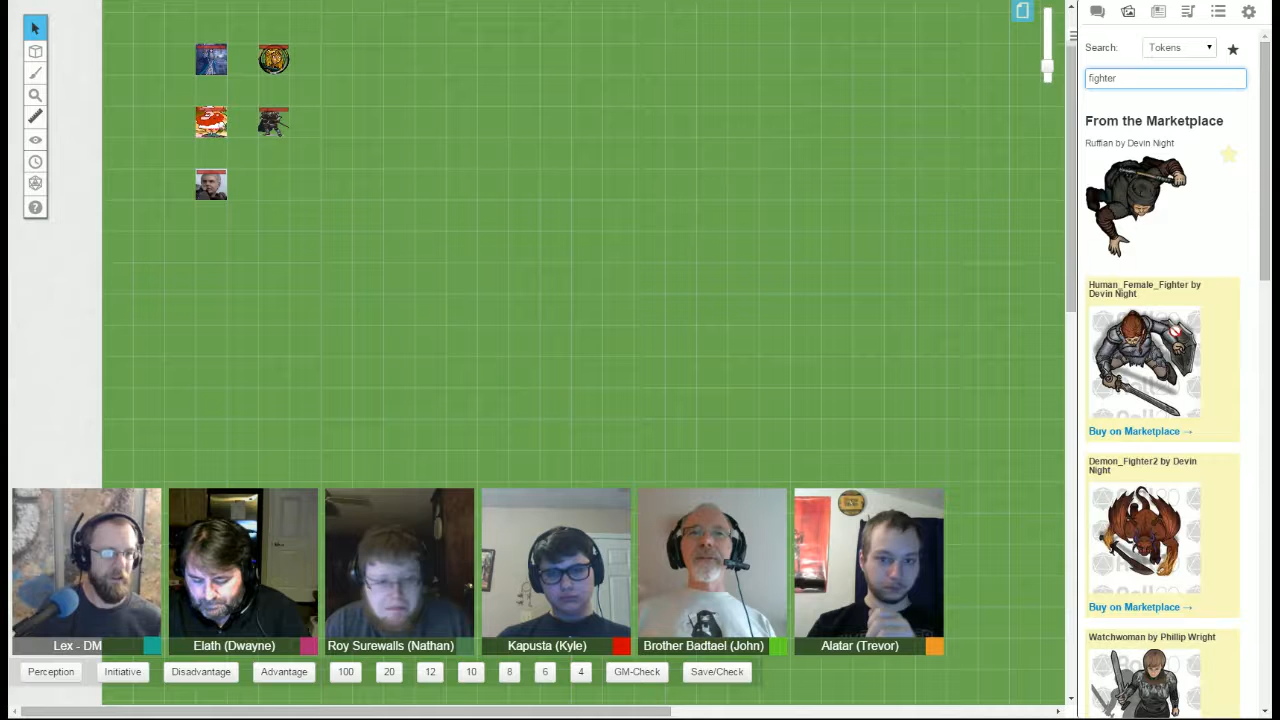 Search:
Tokens
fighter
From the Marketplace
Ruffian by Devin Night
Human_Female_Fighter by
Devin Night
Buy on Marketplace →
Demon_Fighter2 by Devin
Night
Buy on Marketplace →
Watchwoman by Phillip Wright
Lex - DM
Elath (Dwayne)
Roy Surewalls (Nathan)
Kapusta (Kyle)
Brother Badtael (John)
Alatar (Trevor)
Perception
Initiative
Disadvantage
Advantage
100
20
12
10
8
6
4
GM-Check
Save/Check